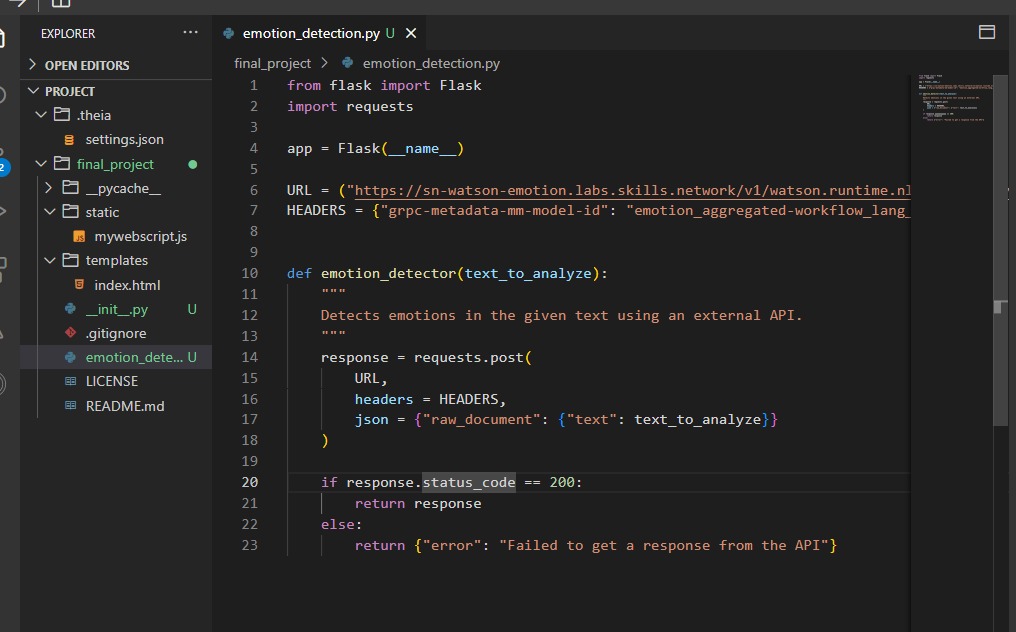 EXPLORER
OPEN EDITORS
PROJECT
.theia
settings.json
final_project
__pycache__
static
mywebscript.js
templates
index.html
__init__.py U
.gitignore
emotion_dete... U
LICENSE
README.md
2
emotion_detection.py U
final_project > emotion_detection.py
1 from flask import Flask
2 import requests
3
4 app = Flask(__name__)
5
6 URL = ("https://sn-watson-emotion.labs.skills.network/v1/watson.runtime.nl
7 HEADERS = {"grpc-metadata-mm-model-id": "emotion_aggregated-workflow_lang_
8
9
10 def emotion_detector(text_to_analyze):
11 """
12 Detects emotions in the given text using an external API.
13 """
14 response = requests.post(
15 URL,
16 headers = HEADERS,
17 json = {"raw_document": {"text": text_to_analyze}}
18 )
19
20 if response.status_code == 200:
21 return response
22 else:
23 return {"error": "Failed to get a response from the API"}